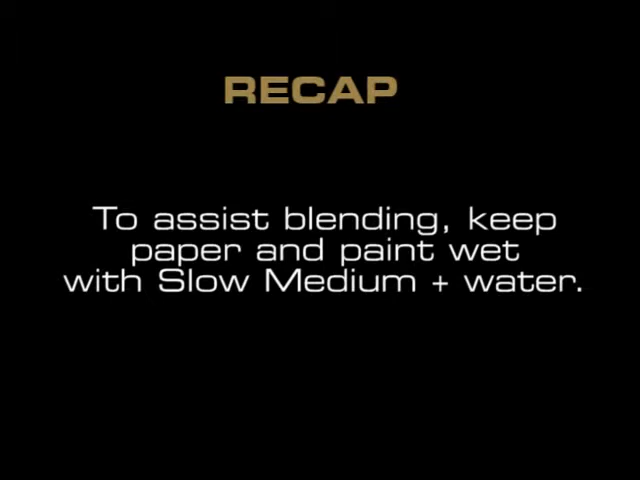 RECAP
To assist blending, keep
paper and paint wet
with Slow Medium + water.